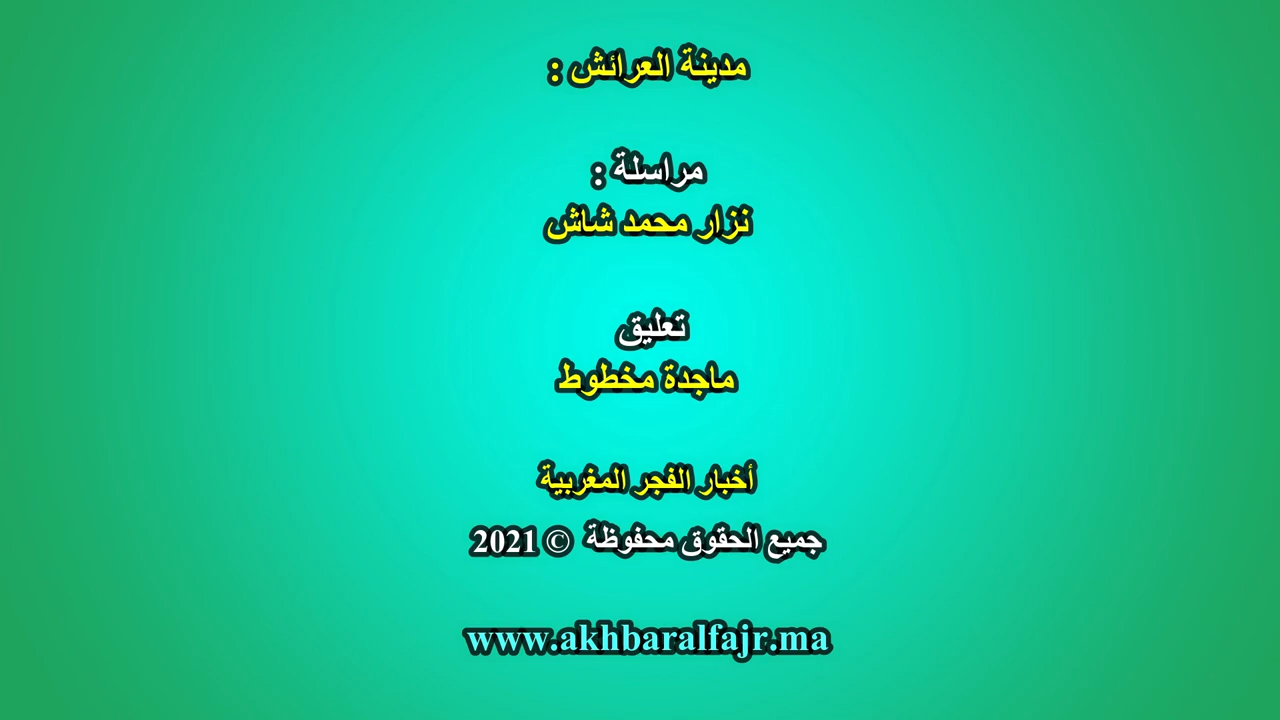 مدينة العرائش :
مراسلة :
نزار محمد شاش
تعليق
ماجدة مخطوط
أخبار الفجر المغربية
جميع الحقوق محفوظة © 2021
www.akhbaralfajr.ma